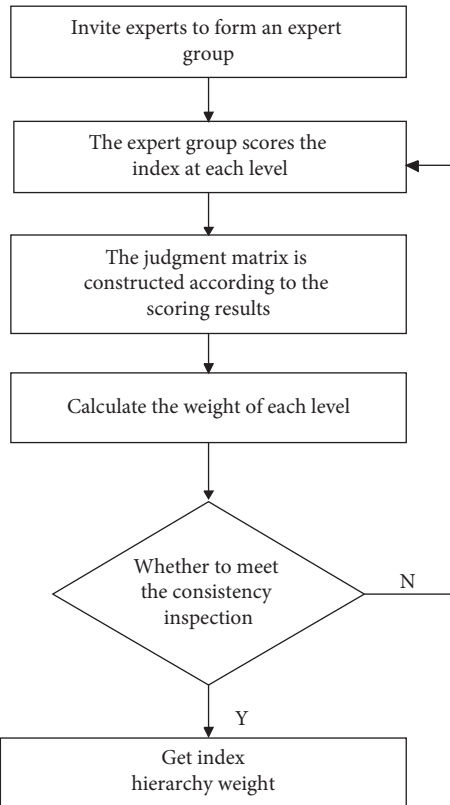 Invite experts to form an expert
group
The expert group scores the
index at each level
The judgment matrix is
constructed according to the
scoring results
Calculate the weight of each level
Whether to meet
the consistency
inspection
N
Y
Get index
hierarchy weight